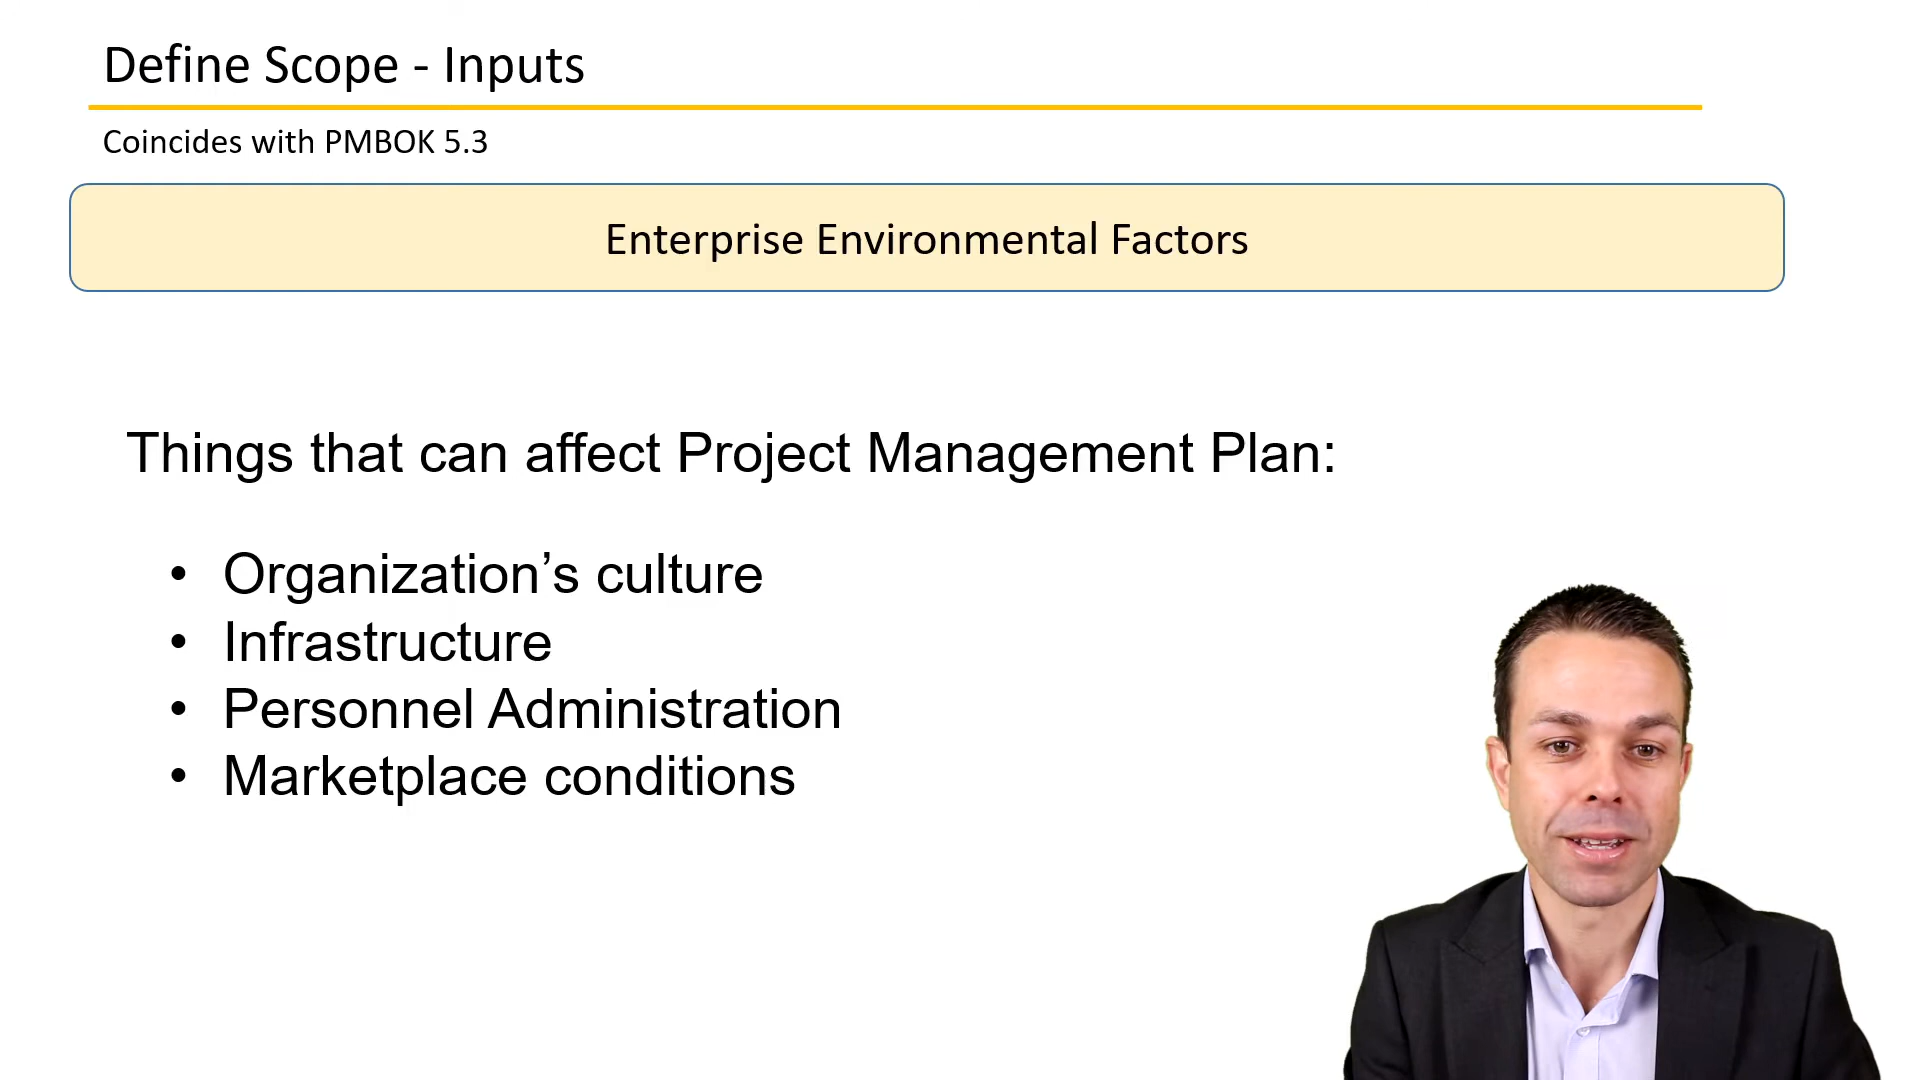 Define Scope - Inputs
Coincides with PMBOK 5.3
Enterprise Environmental Factors
Things that can affect Project Management Plan:
• Organization’s culture
• Infrastructure
• Personnel Administration
• Marketplace conditions